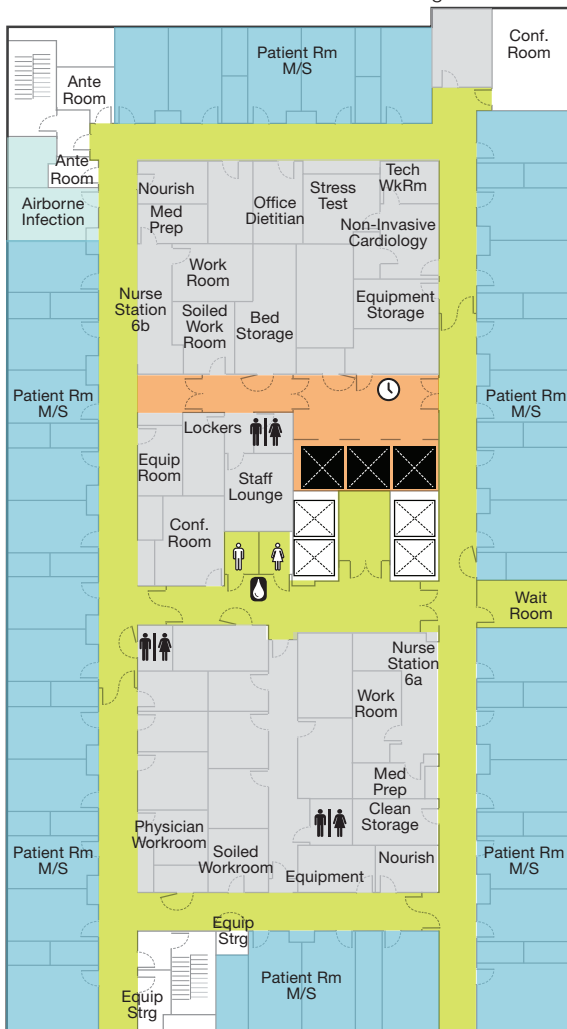 Conf.
Room
Patient Rm
M/S
Ante
Room
Ante
Room
Airborne
Infection
Nourish
Med
Prep
Office
Dietitian
Stress
Test
Tech
WkRm
Non-Invasive
Cardiology
Work
Room
Nurse
Station
6b
Soiled
Work
Room
Bed
Storage
Equipment
Storage
Patient Rm
M/S
Patient Rm
M/S
Lockers
Equip
Room
Staff
Lounge
Conf.
Room
Wait
Room
Nurse
Station
6a
Work
Room
Med
Prep
Clean
Storage
Physician
Workroom
Soiled
Workroom
Equipment
Nourish
Patient Rm
M/S
Patient Rm
M/S
Equip
Strg
Equip
Strg
Patient Rm
M/S